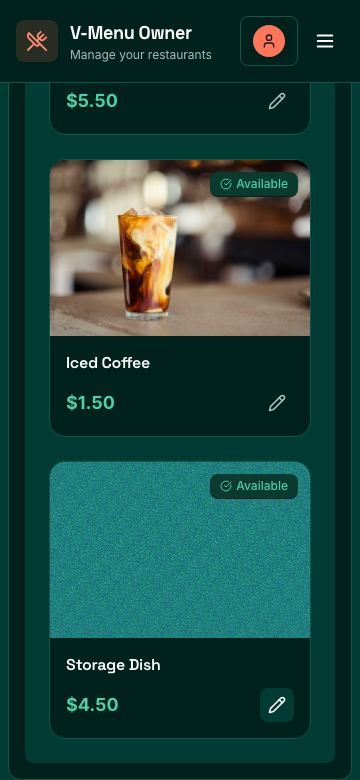 V-Menu Owner
Manage your restaurants
$5.50
Available
Iced Coffee
$1.50
Available
Storage Dish
$4.50